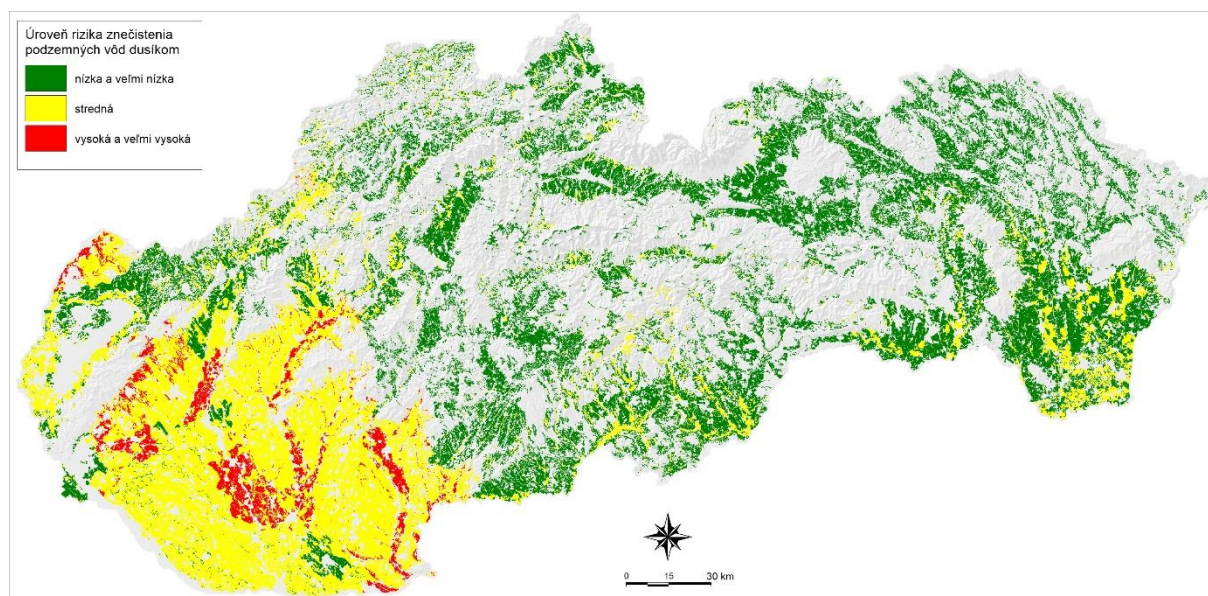 Úroveň rizika znečistenia
podzemných vôd dusíkom
nízka a veľmi nízka
stredná
vysoká a veľmi vysoká
0 15 30 km